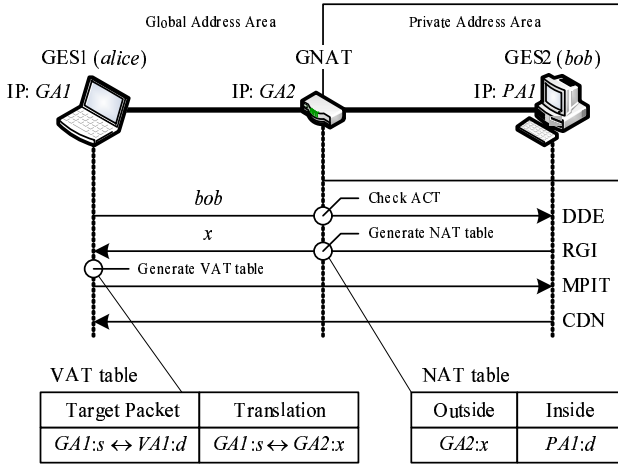 Global Address Area
Private Address Area
GES1 (alice)
GNAT
GES2 (bob)
IP: GA1
IP: GA2
IP: PA1
bob
Check ACT
DDE
x
Generate NAT table
RGI
Generate VAT table
MPIT
CDN
VAT table
Target Packet
Translation
GA1:s ↔ VA1:d
GA1:s ↔ GA2:x
NAT table
Outside
Inside
GA2:x
PA1:d